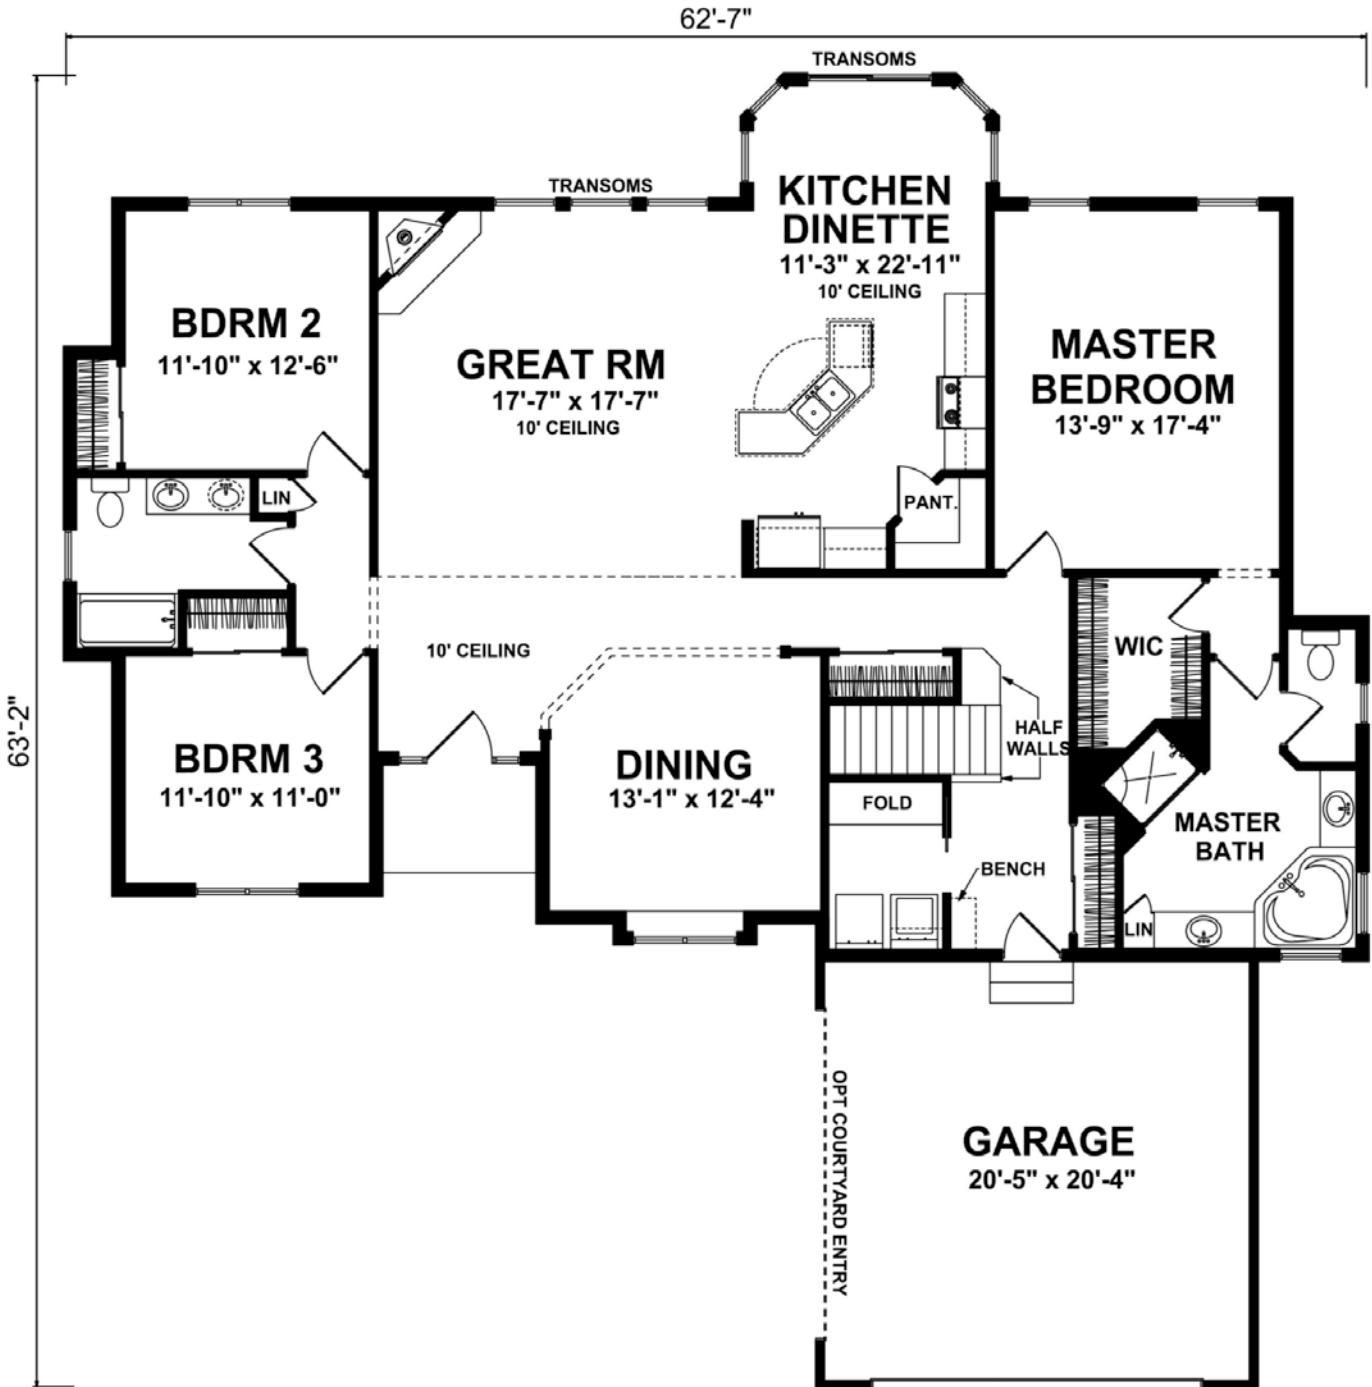 62'-7"
TRANSOMS
TRANSOMS
KITCHEN
DINETTE
11'-3" x 22'-11"
10' CEILING
BDRM 2
11'-10" x 12'-6"
GREAT RM
17'-7" x 17'-7"
10' CEILING
MASTER
BEDROOM
13'-9" x 17'-4"
LIN
PANT.
10' CEILING
WIC
63'-2"
HALF
WALLS
BDRM 3
11'-10" x 11'-0"
DINING
13'-1" x 12'-4"
FOLD
MASTER
BATH
BENCH
LIN
OPT COURTYARD ENTRY
GARAGE
20'-5" x 20'-4"